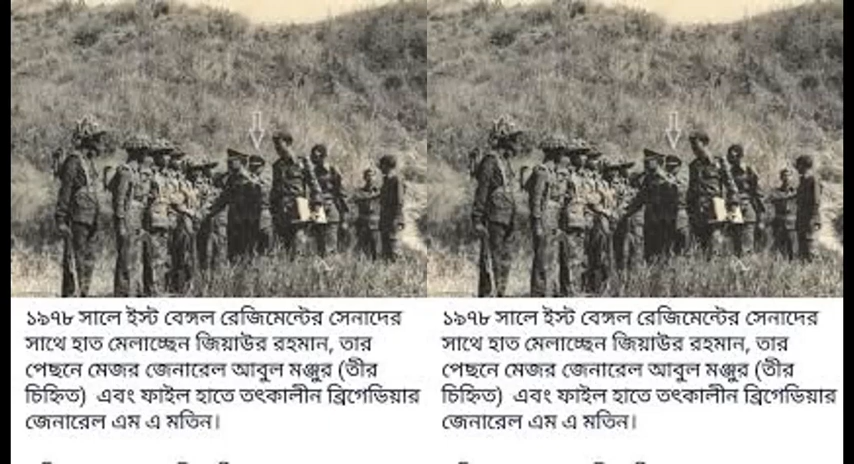 ১৯৭৮ সালে ইস্ট বেঙ্গল রেজিমেন্টের সেনাদের
সাথে হাত মেলাচ্ছেন জিয়াউর রহমান, তার
পেছনে মেজর জেনারেল আবুল মঞ্জুর (তীর
চিহ্নিত) এবং ফাইল হাতে তৎকালীন ব্রিগেডিয়ার
জেনারেল এম এ মতিন।
১৯৭৮ সালে ইস্ট বেঙ্গল রেজিমেন্টের সেনাদের
সাথে হাত মেলাচ্ছেন জিয়াউর রহমান, তার
পেছনে মেজর জেনারেল আবুল মঞ্জুর (তীর
চিহ্নিত) এবং ফাইল হাতে তৎকালীন ব্রিগেডিয়ার
জেনারেল এম এ মতিন।